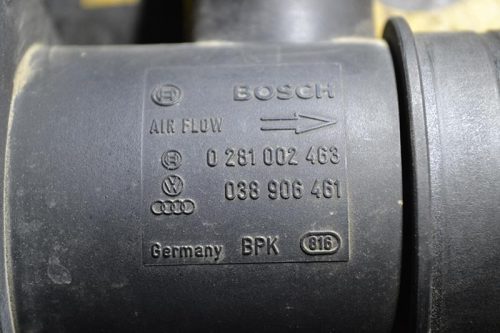 BOSCH
AIR FLOW
0 281 002 463
038 906 461
Germany BPK 816